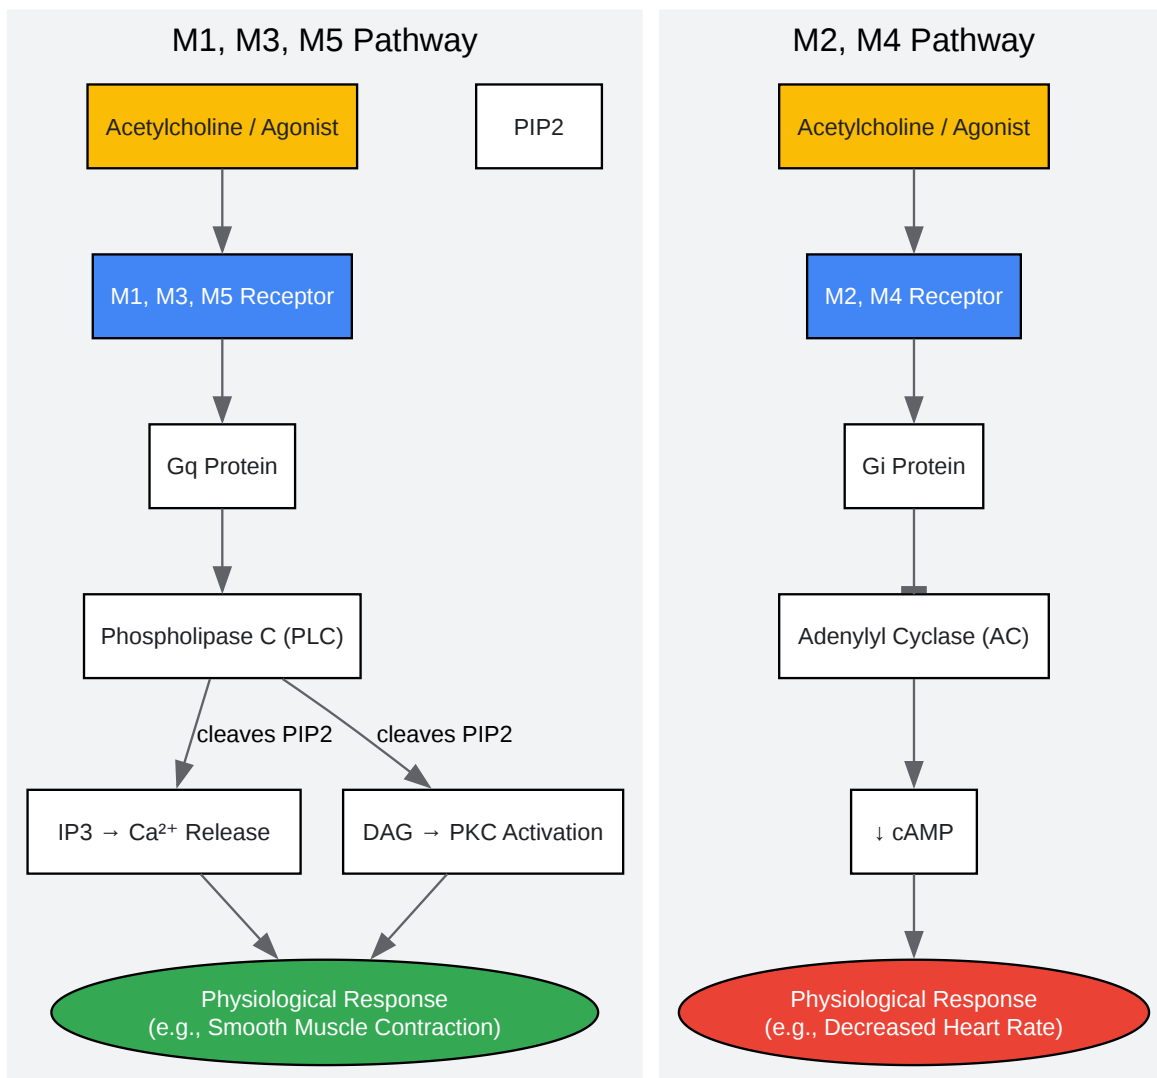 M1, M3, M5 Pathway
Acetylcholine / Agonist
PIP2
M1, M3, M5 Receptor
Gq Protein
Phospholipase C (PLC)
cleaves PIP2
cleaves PIP2
IP3 → Ca²⁺ Release
DAG → PKC Activation
Physiological Response
(e.g., Smooth Muscle Contraction)
M2, M4 Pathway
Acetylcholine / Agonist
M2, M4 Receptor
Gi Protein
Adenylyl Cyclase (AC)
↓ cAMP
Physiological Response
(e.g., Decreased Heart Rate)